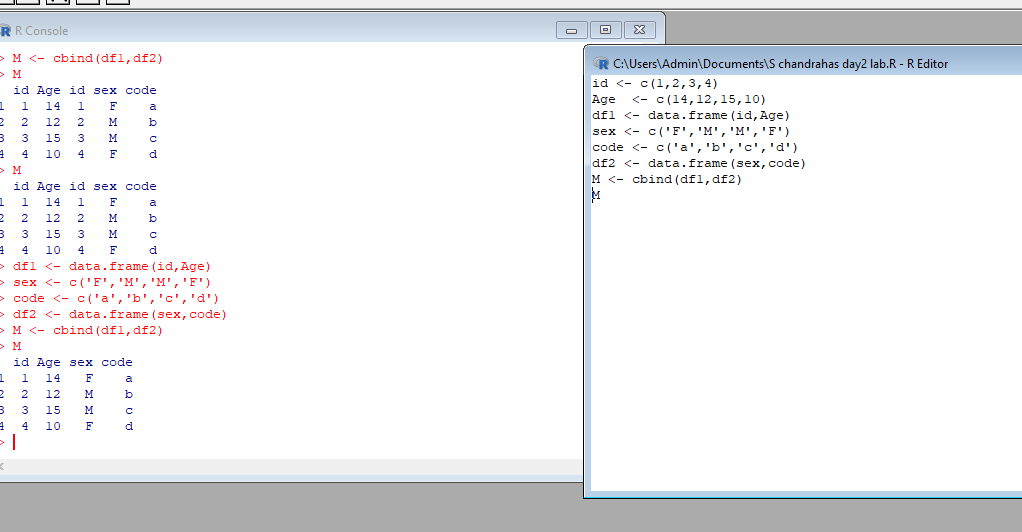 R Console
> M <- cbind(df1,df2)
> M
  id Age id sex code
1  1  14  1   F    a
2  2  12  2   M    b
3  3  15  3   M    c
4  4  10  4   F    d
> M
  id Age id sex code
1  1  14  1   F    a
2  2  12  2   M    b
3  3  15  3   M    c
4  4  10  4   F    d
> df1 <- data.frame(id,Age)
> sex <- c('F','M','M','F')
> code <- c('a','b','c','d')
> df2 <- data.frame(sex,code)
> M <- cbind(df1,df2)
> M
  id Age sex code
1  1  14   F    a
2  2  12   M    b
3  3  15   M    c
4  4  10   F    d
>
C:\Users\Admin\Documents\S chandrahas day2 lab.R - R Editor
id <- c(1,2,3,4)
Age  <- c(14,12,15,10)
df1 <- data.frame(id,Age)
sex <- c('F','M','M','F')
code <- c('a','b','c','d')
df2 <- data.frame(sex,code)
M <- cbind(df1,df2)
M